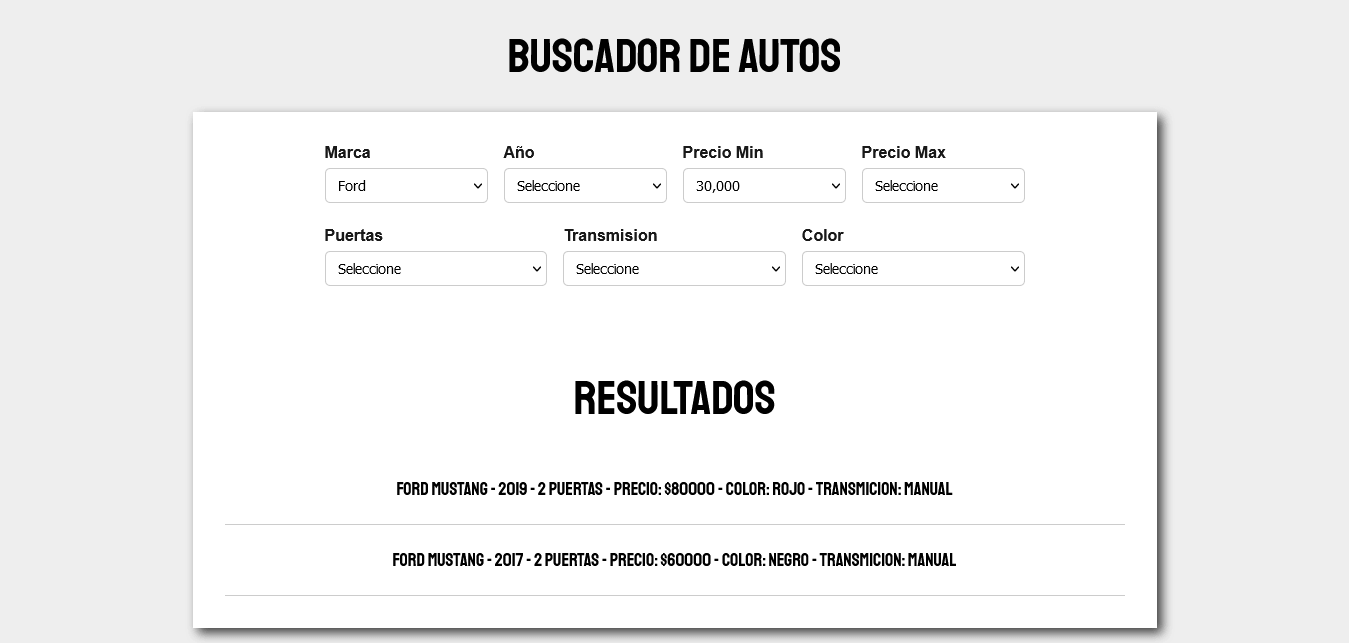 BUSCADOR DE AUTOS
Marca Año Precio Min Precio Max
Ford Seleccione 30,000 Seleccione
Puertas Transmision Color
Seleccione Seleccione Seleccione
RESULTADOS
FORD MUSTANG - 2019 - 2 PUERTAS - PRECIO: $80000 - COLOR: ROJO - TRANSMICION: MANUAL
FORD MUSTANG - 2017 - 2 PUERTAS - PRECIO: $60000 - COLOR: NEGRO - TRANSMICION: MANUAL